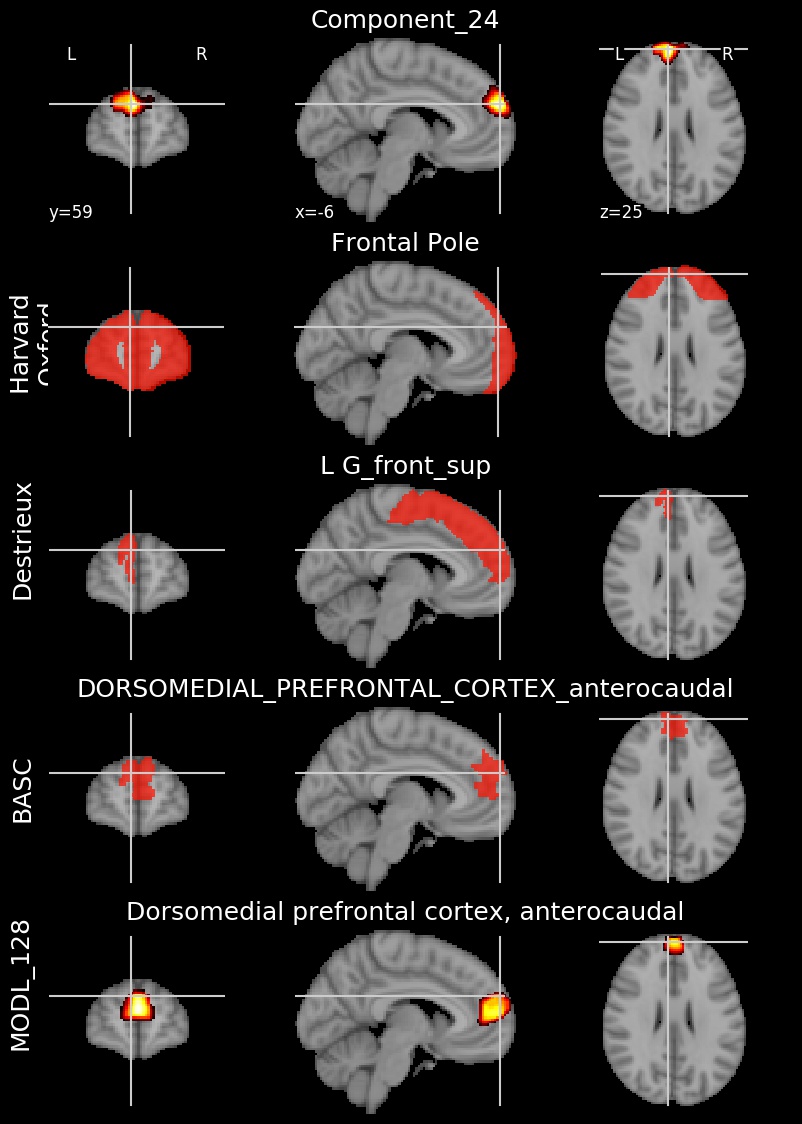 Component_24
L R L R
y=59 x=-6 z=25
Frontal Pole
Harvard
Oxford
L G_front_sup
Destrieux
DORSOMEDIAL_PREFRONTAL_CORTEX_anterocaudal
BASC
Dorsomedial prefrontal cortex, anterocaudal
MODL_128